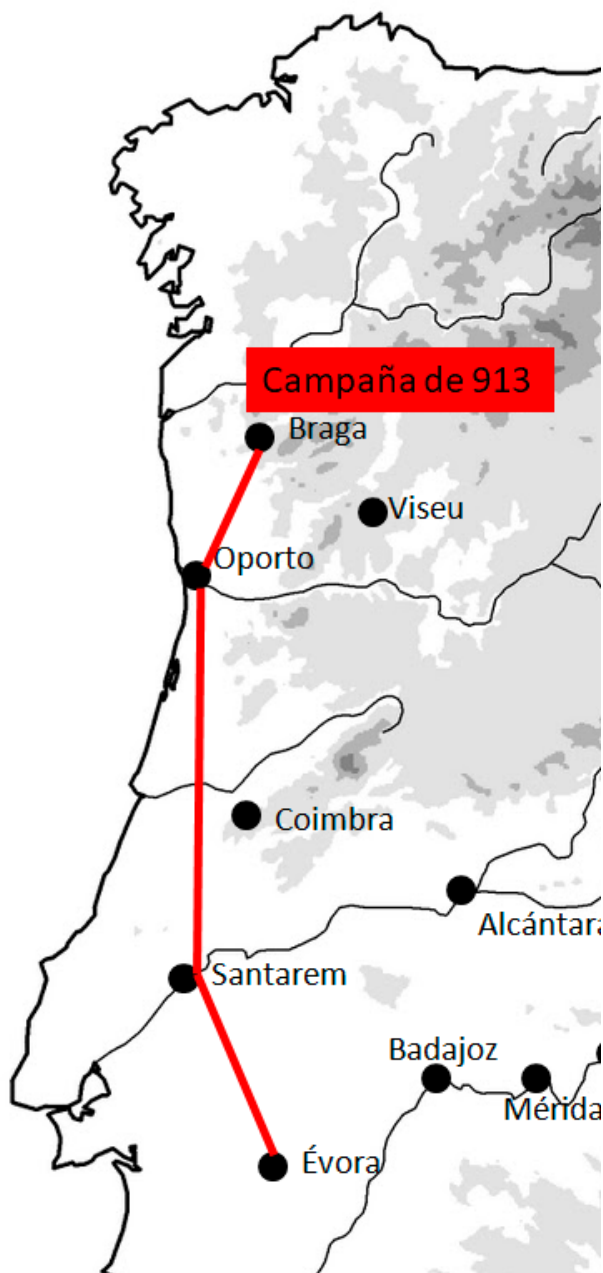 Campaña de 913
Braga
Viseu
Oporto
Coimbra
Alcántara
Santarem
Badajoz
Mérida
Évora